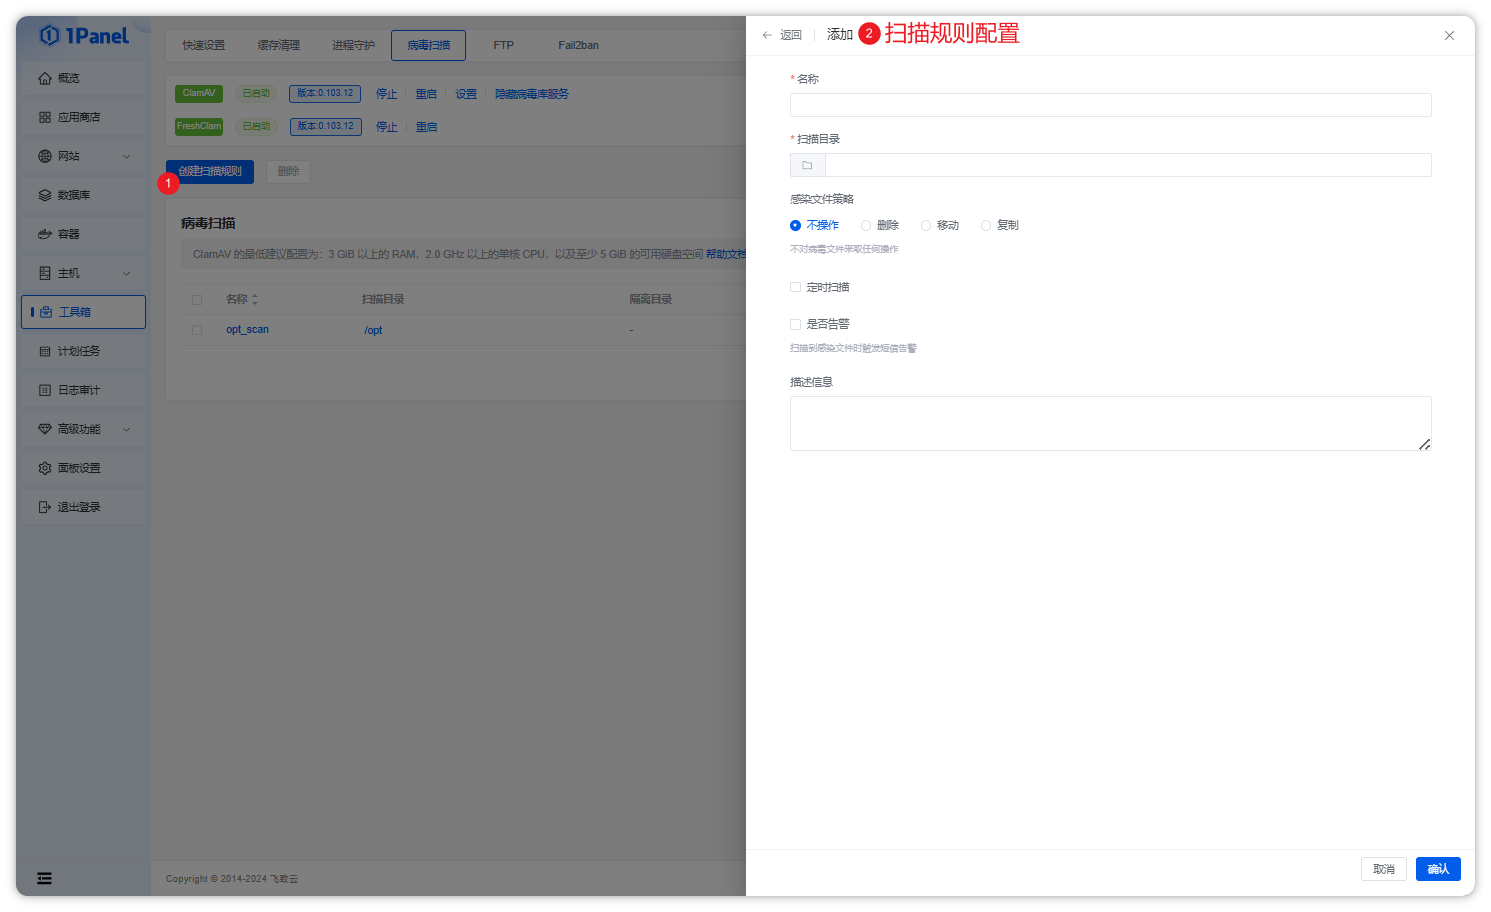 1Panel
概览
应用商店
网站
数据库
容器
主机
工具箱
计划任务
日志审计
高级功能
面板设置
退出登录
快速设置 缓存清理 进程守护 病毒扫描 FTP Fail2ban
ClamAV 已启动 版本:0.103.12 停止 重启 设置 隐藏病毒库服务
FreshClam 已启动 版本:0.103.12 停止 重启
创建扫描规则 删除
1
病毒扫描
ClamAV 的最低建议配置为：3 GiB 以上的 RAM，2.0 GHz 以上的单核 CPU，以及至少 5 GiB 的可用硬盘空间 帮助文档
名称 扫描目录 隔离目录
opt_scan /opt -
Copyright © 2014-2024 飞致云
返回 添加 2 扫描规则配置
* 名称
* 扫描目录
感染文件策略
不操作 删除 移动 复制
不对病毒文件采取任何操作
定时扫描
是否告警
扫描到感染文件时触发短信告警
描述信息
取消 确认